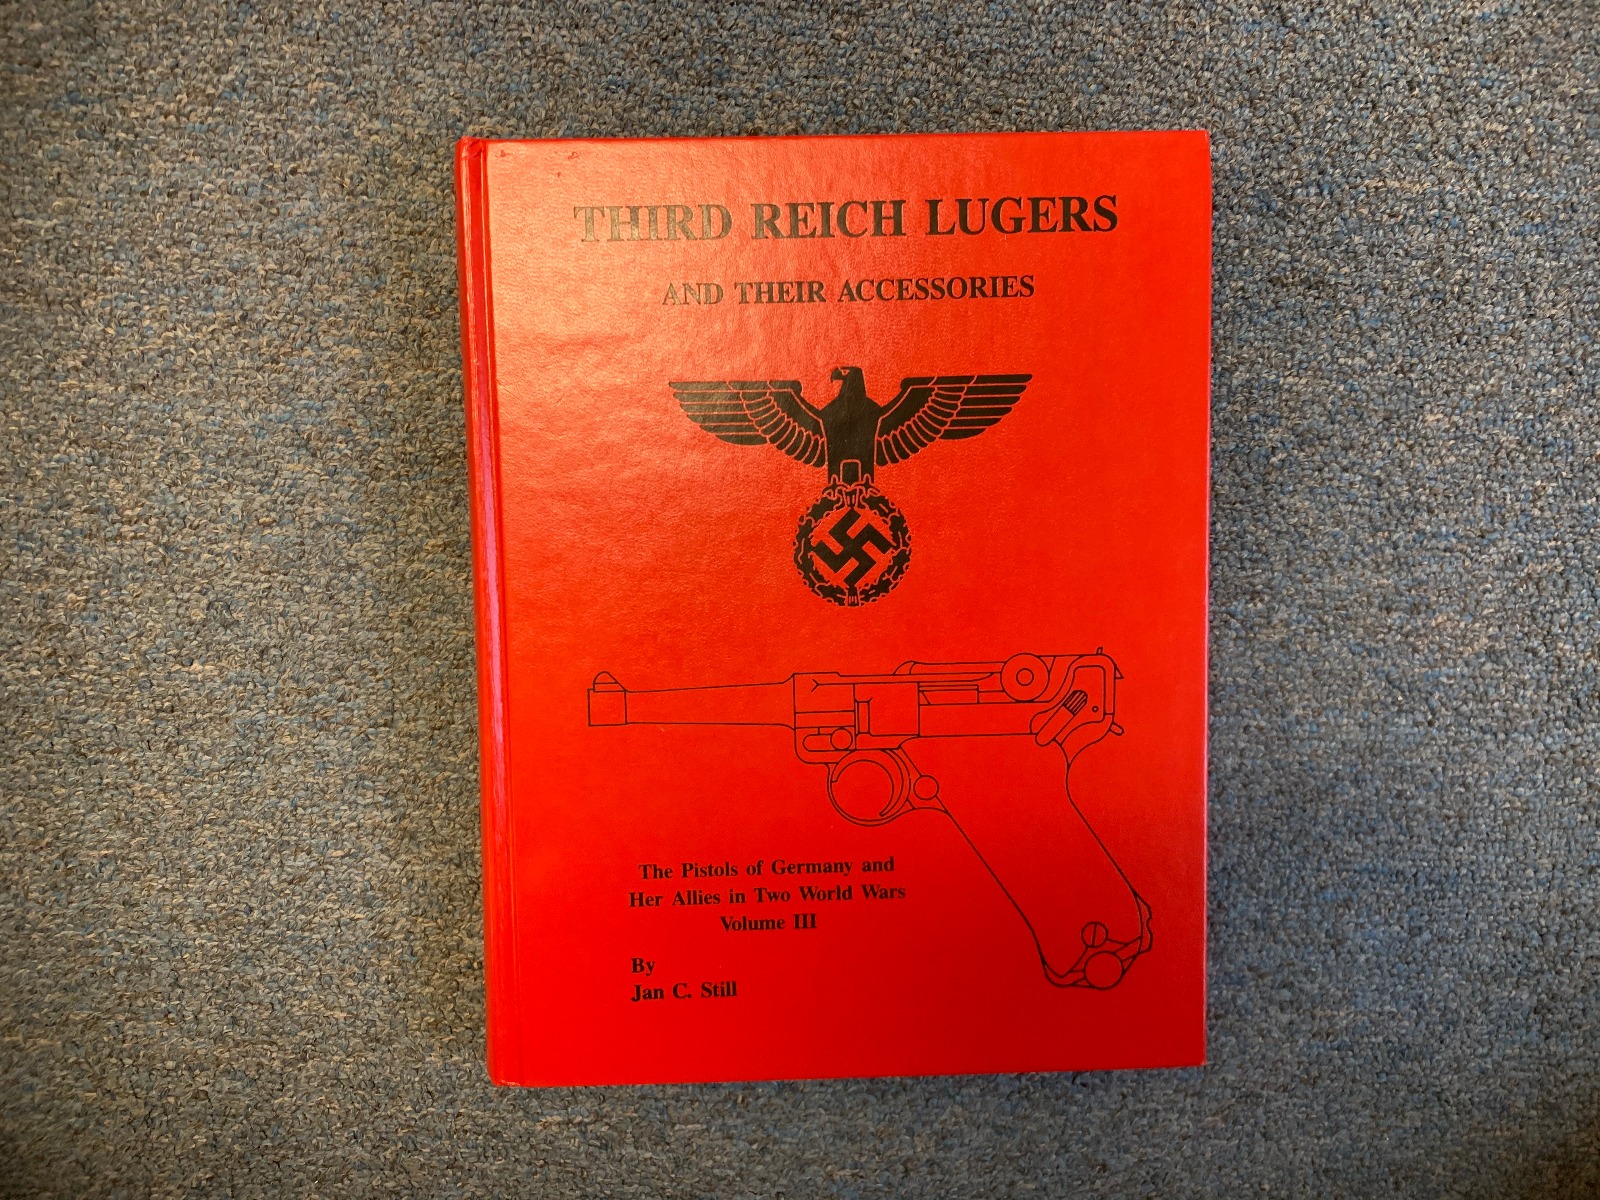 THIRD REICH LUGERS
AND THEIR ACCESSORIES
The Pistols of Germany and
Her Allies in Two World Wars
Volume III
By
Jan C. Still